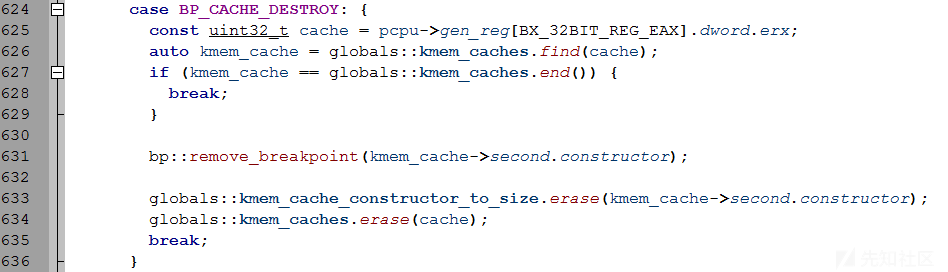 624 case BP_CACHE_DESTROY: {
625 const uint32_t cache = pcpu->gen_reg[BX_32BIT_REG_EAX].dword.erx;
626 auto kmem_cache = globals::kmem_caches.find(cache);
627 if (kmem_cache == globals::kmem_caches.end()) {
628 break;
629 }
630
631 bp::remove_breakpoint(kmem_cache->second.constructor);
632
633 globals::kmem_cache_constructor_to_size.erase(kmem_cache->second.constructor);
634 globals::kmem_caches.erase(cache);
635 break;
636 }
先知社区